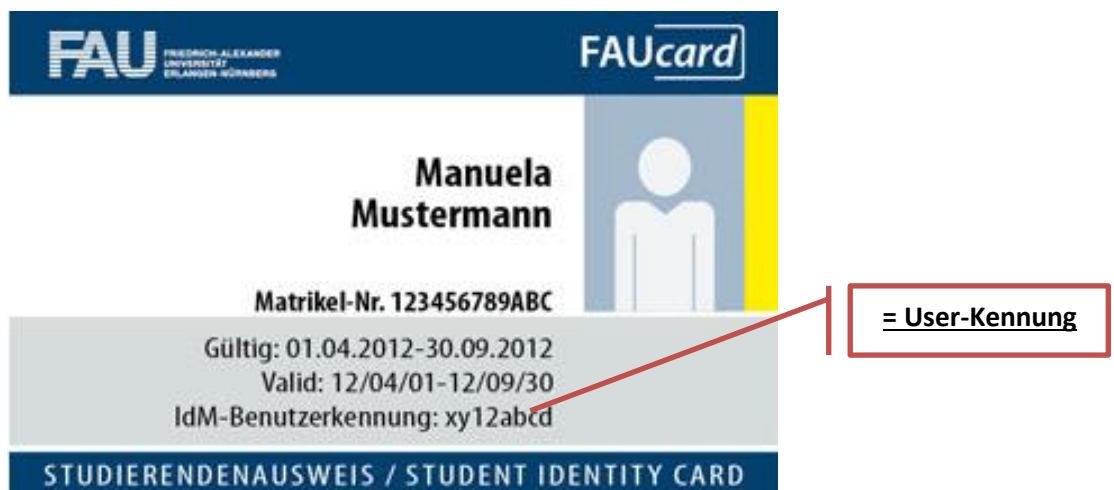 FAU FRIEDRICH-ALEXANDER
UNIVERSITÄT
ERLANGEN-NÜRNBERG
FAUcard
Manuela
Mustermann
Matrikel-Nr. 123456789ABC
Gültig: 01.04.2012-30.09.2012
Valid: 12/04/01-12/09/30
IdM-Benutzerkennung: xy12abcd
= User-Kennung
STUDIERENDENAUSWEIS / STUDENT IDENTITY CARD